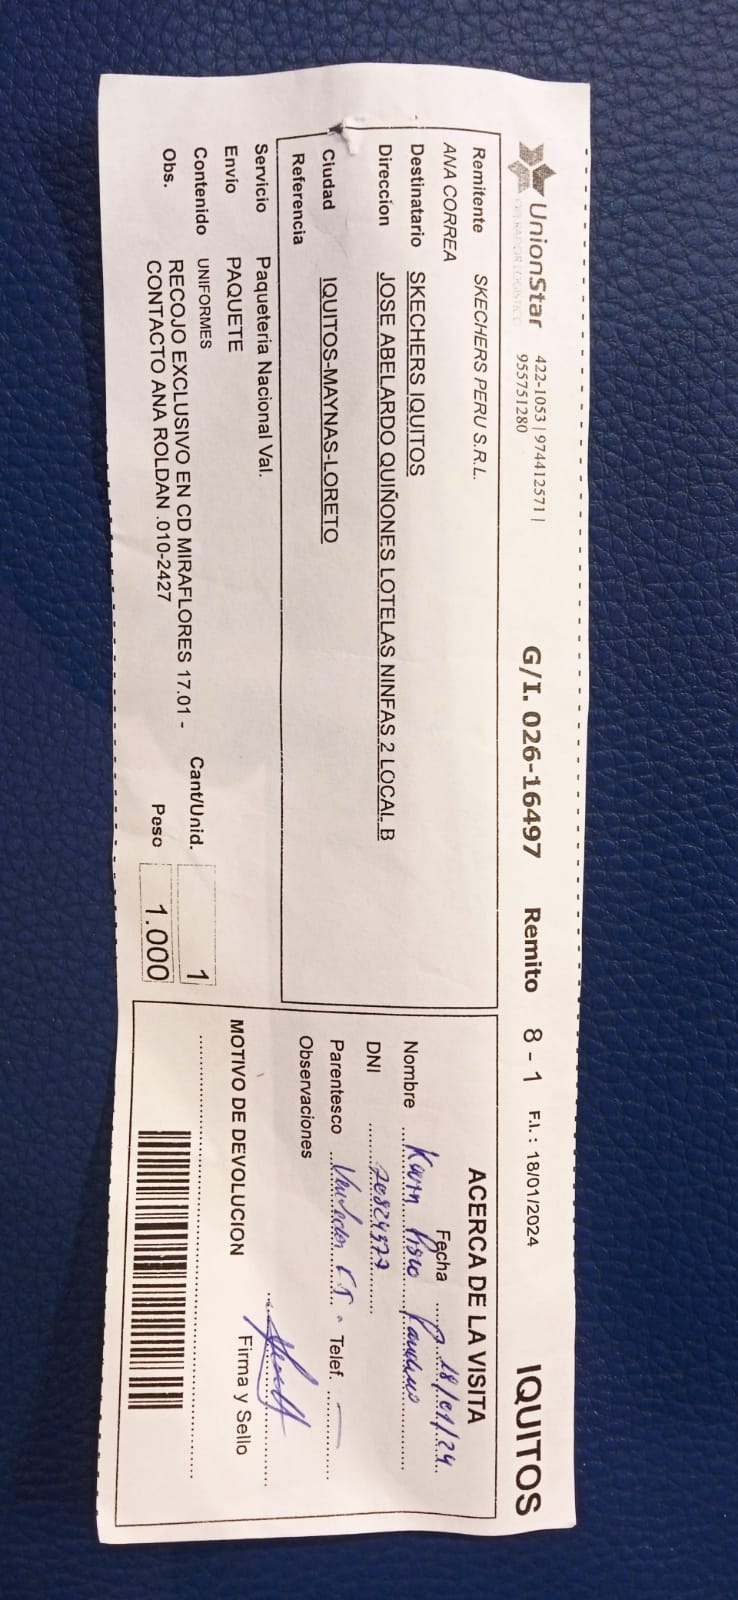 UnionStar 422-1053 | 974412571 | G/I. 026-16497 Remito 8 - 1 F.I. : 18/01/2024 IQUITOS
OPERADOR LOGISTICO 955751280
Remitente SKECHERS PERU S.R.L.
ANA CORREA
Destinatario SKECHERS IQUITOS
Direccion JOSE ABELARDO QUIÑONES LOTELAS NINFAS 2 LOCAL B
Ciudad IQUITOS-MAYNAS-LORETO
Referencia
Servicio Paqueteria Nacional Val.
Envio PAQUETE
Contenido UNIFORMES Cant/Unid. 1
Obs. RECOJO EXCLUSIVO EN CD MIRAFLORES 17.01 -
CONTACTO ANA ROLDAN .010-2427 Peso 1.000
ACERCA DE LA VISITA
Fecha 18/01/24
Nombre
DNI
Parentesco Telef.
Observaciones
MOTIVO DE DEVOLUCION Firma y Sello